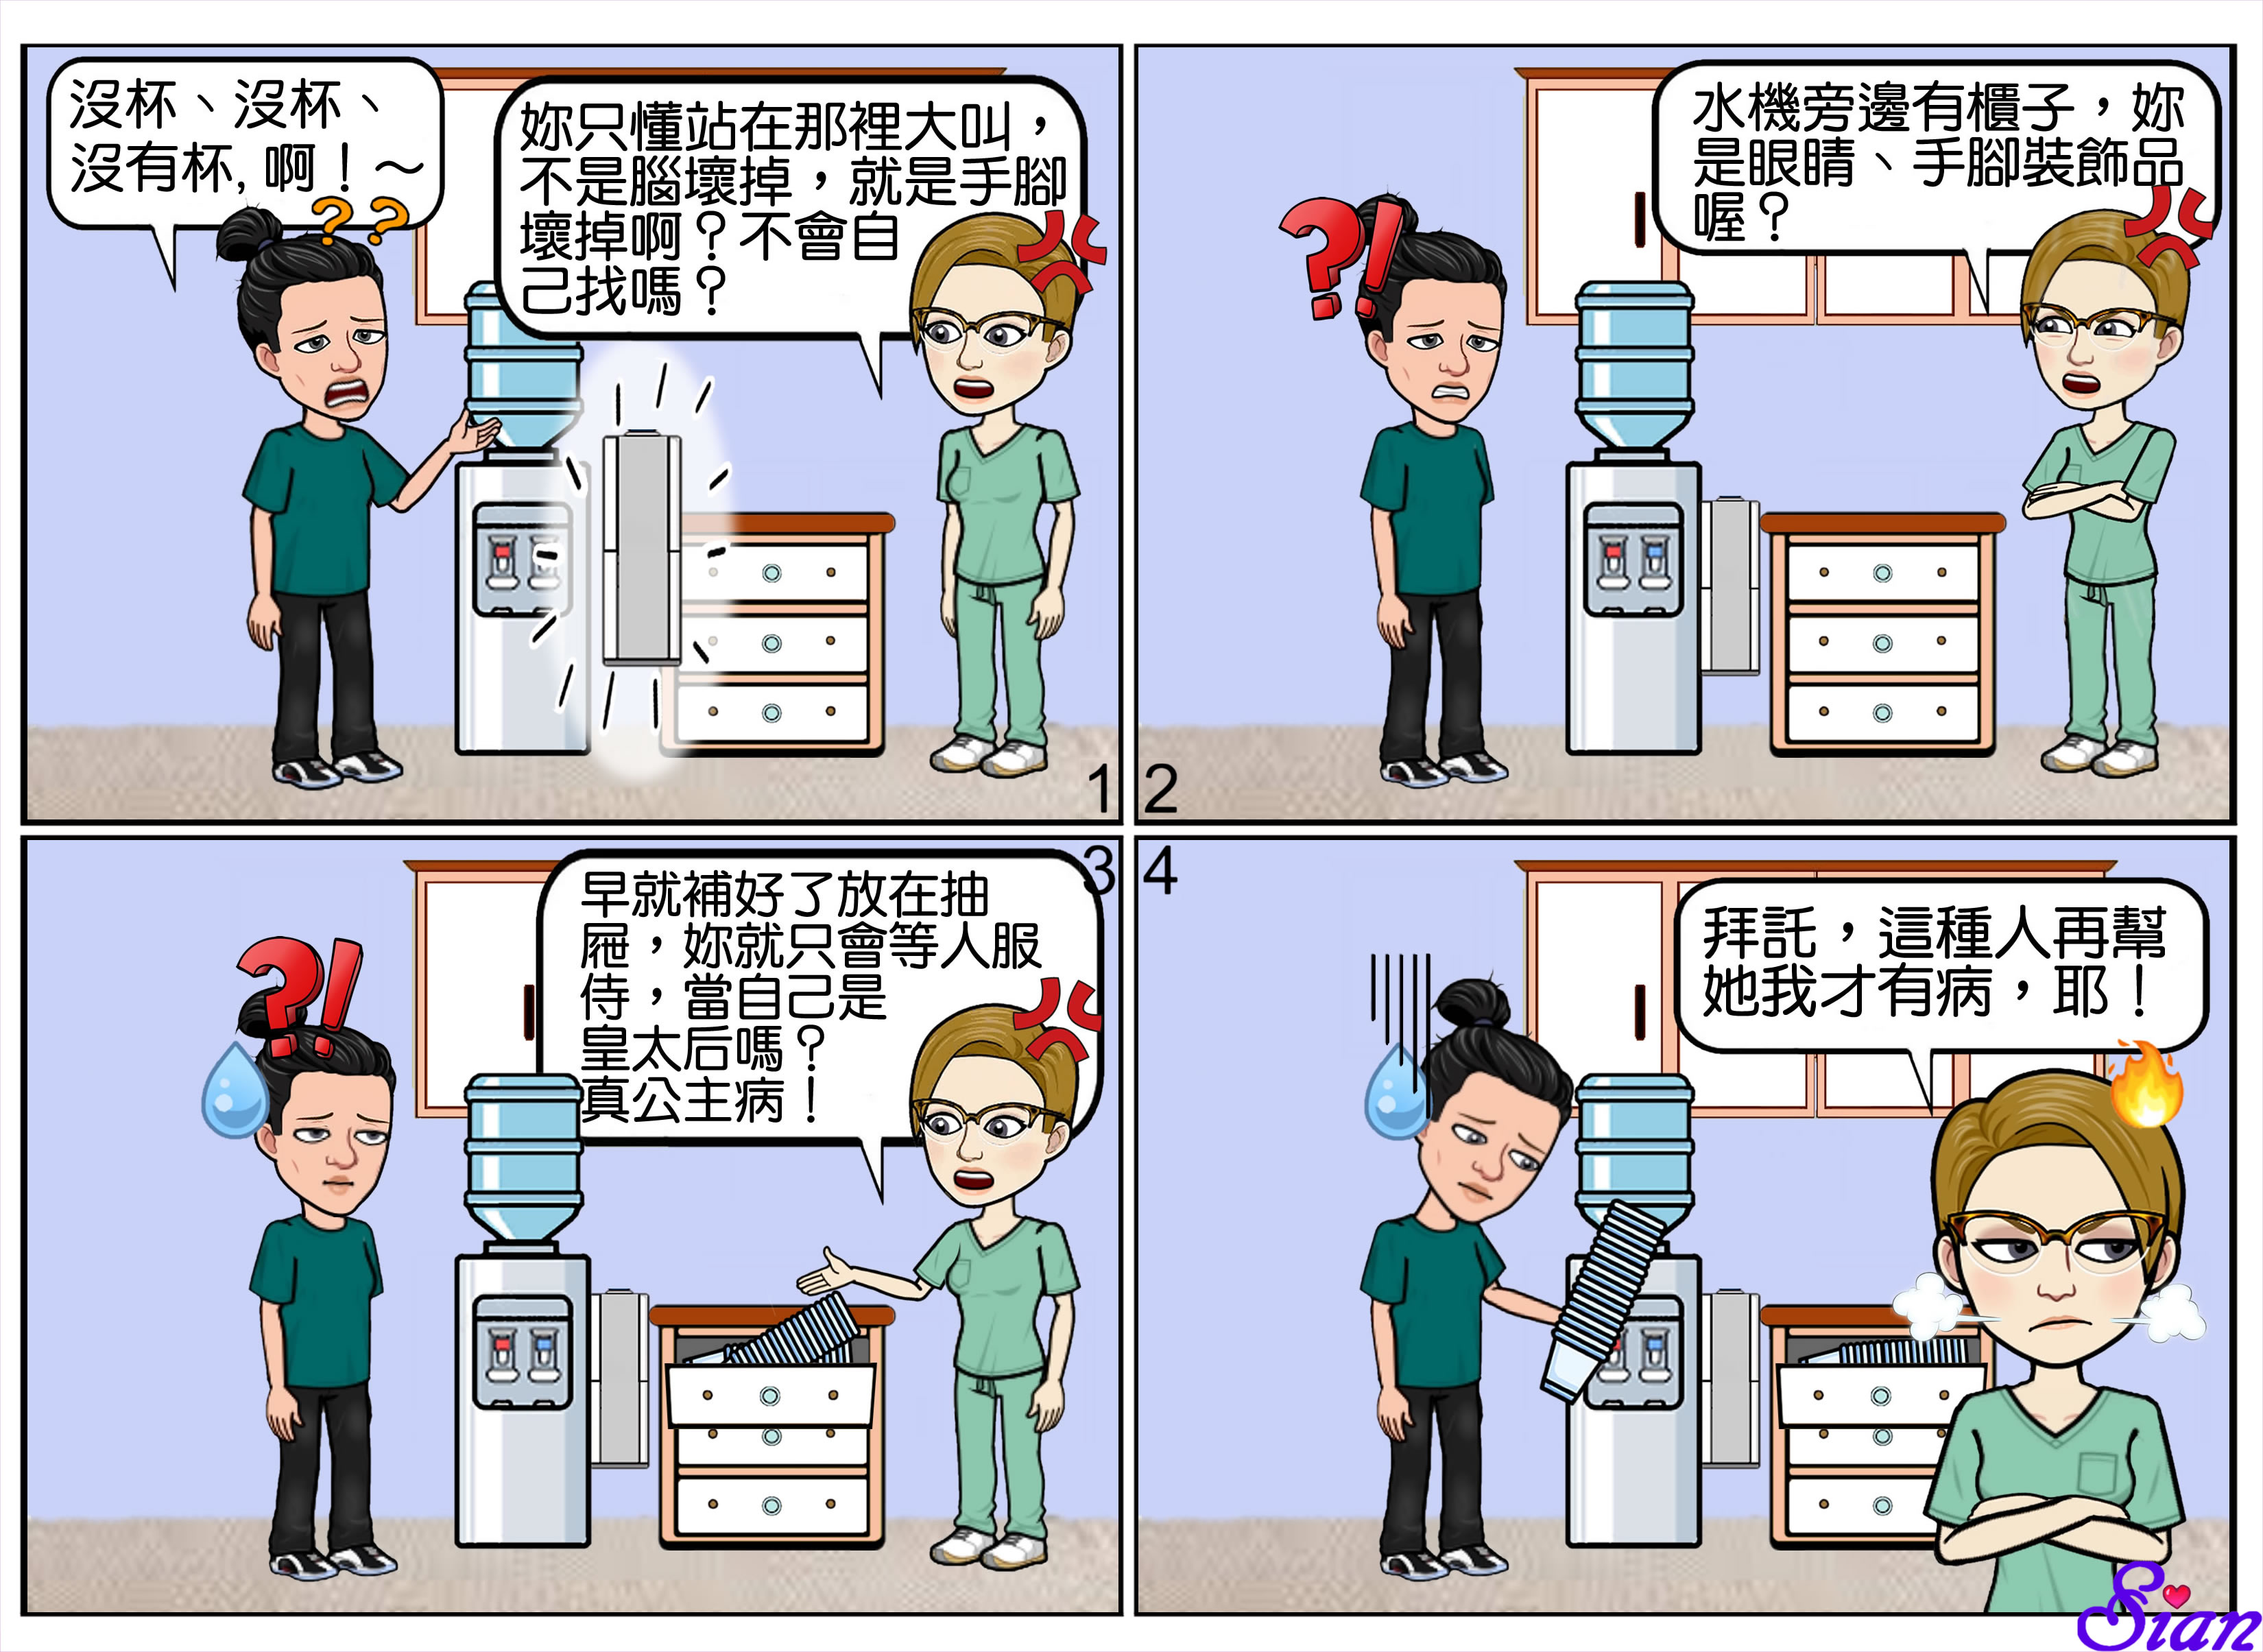 沒杯、沒杯、
沒有杯, 啊！～
妳只懂站在那裡大叫，
不是腦壞掉，就是手腳
壞掉啊？不會自
己找嗎？
1
水機旁邊有櫃子，妳
是眼睛、手腳裝飾品
喔？
2
早就補好了放在抽
屜，妳就只會等人服
侍，當自己是
皇太后嗎？
真公主病！
3
拜託，這種人再幫
她我才有病，耶！
4
Sian